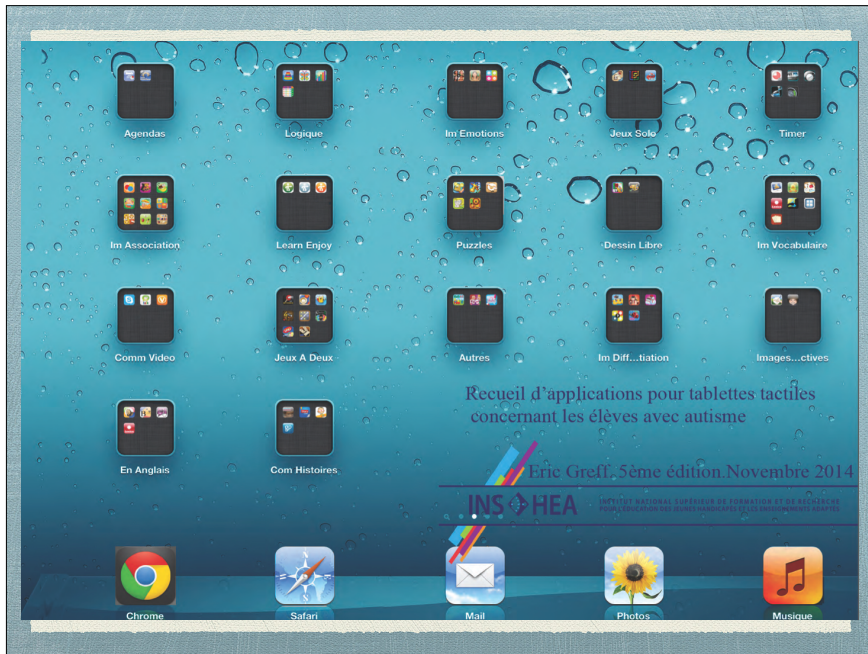 Agendas
Logique
Im Emotions
Jeux Solo
Timer
Im Association
Learn Enjoy
Puzzles
Dessin Libre
Im Vocabulaire
Comm Video
Jeux A Deux
Autres
Im Diff...tiation
Images...ctives
Recueil d'applications pour tablettes tactiles
concernant les élèves avec autisme
En Anglais
Com Histoires
Eric Greff. 5ème édition.Novembre 2014
INS HEA
INSTITUT NATIONAL SUPÉRIEUR DE FORMATION ET DE RECHERCHE
POUR L'ÉDUCATION DES JEUNES HANDICAPÉS ET LES ENSEIGNEMENTS ADAPTÉS
Chrome
Safari
Mail
Photos
Musique